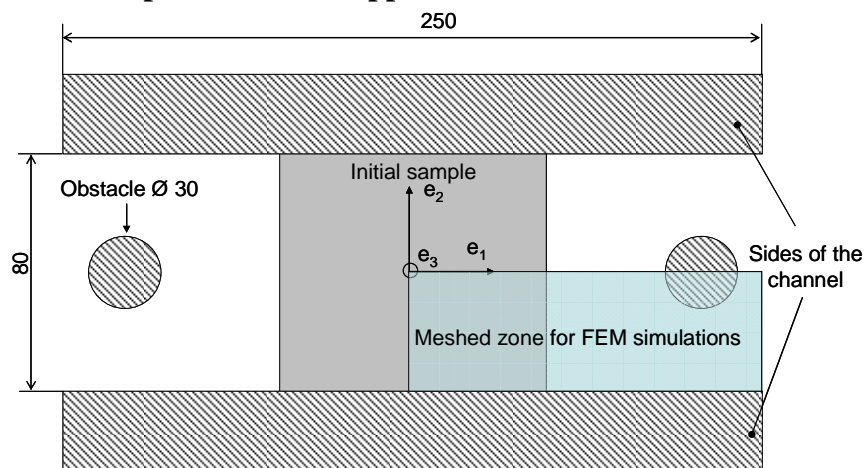 250
Initial sample
Obstacle Ø 30
e2
e3
e1
80
Sides of the
channel
Meshed zone for FEM simulations